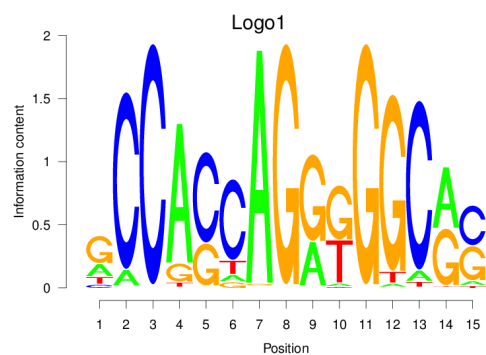 Logo1
Information content
2
1.5
1
0.5
0
G C C A C C A G G G G G C A C
A A G G T A T T A G G
T T A A T A
C G
1 2 3 4 5 6 7 8 9 10 11 12 13 14 15
Position